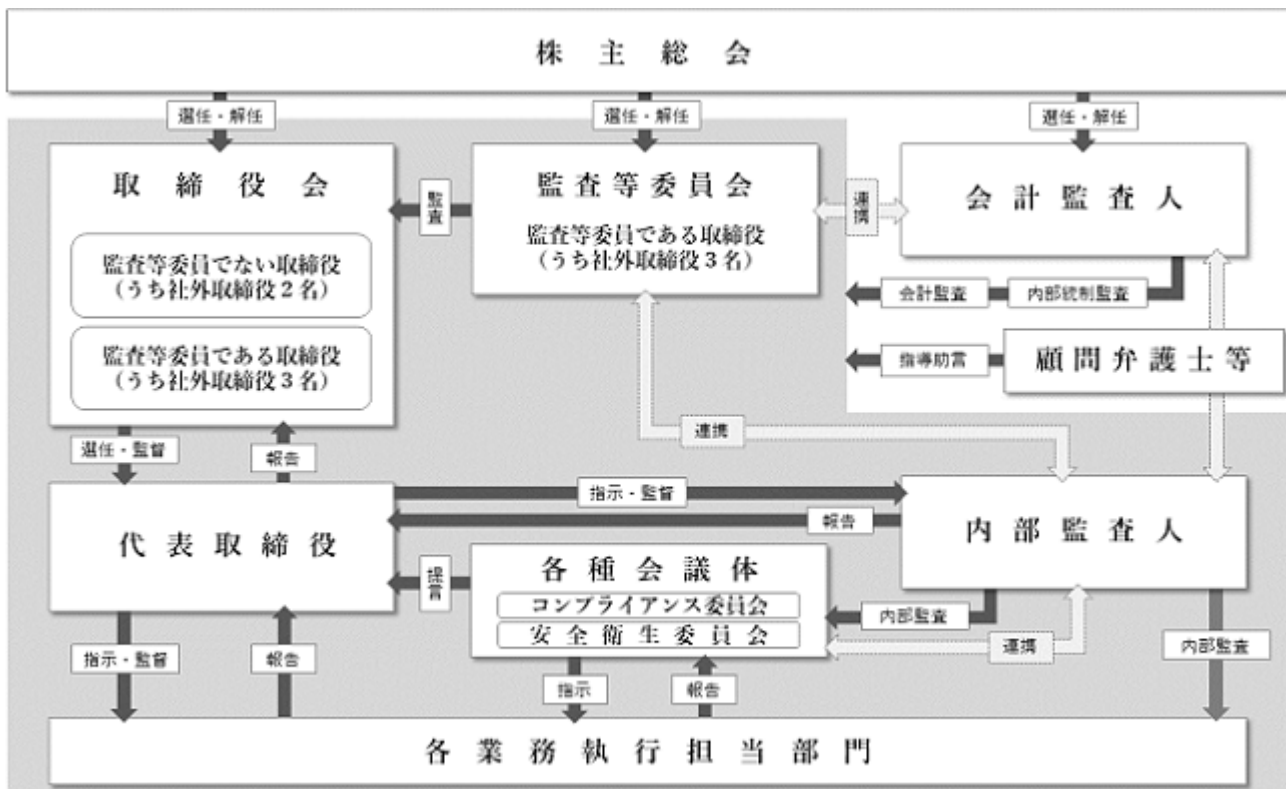 株主総会
選任・解任
選任・解任
選任・解任
取締役会
監査等委員でない取締役
(うち社外取締役2名)
監査等委員である取締役
(うち社外取締役3名)
監査
監査等委員会
監査等委員である取締役
(うち社外取締役3名)
連携
会計監査人
会計監査
内部統制監査
指導助言
顧問弁護士等
連携
選任・監督
報告
代表取締役
指示・監督
報告
内部監査人
提言
各種会議体
コンプライアンス委員会
安全衛生委員会
内部監査
連携
内部監査
指示・監督
報告
指示
報告
各業務執行担当部門